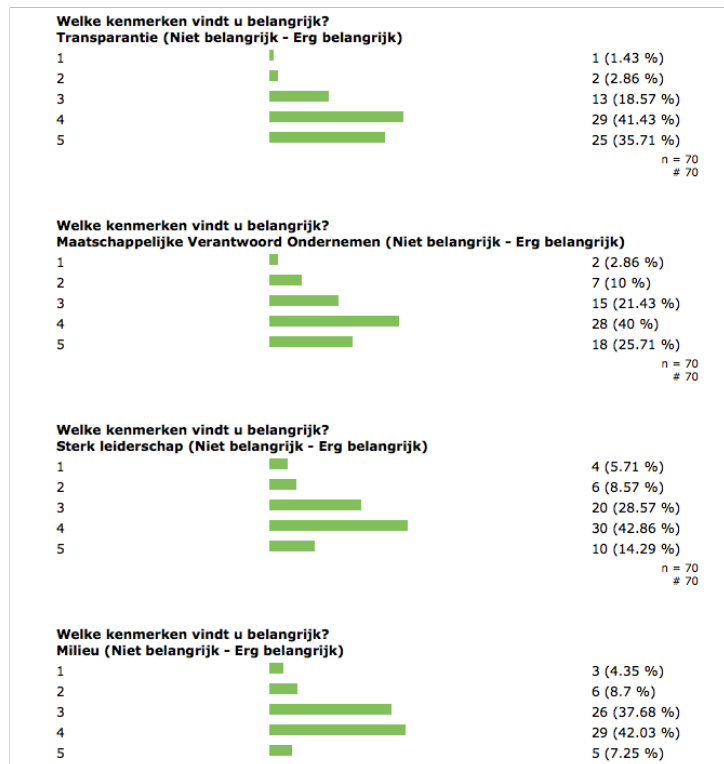 Welke kenmerken vindt u belangrijk?
Transparantie (Niet belangrijk - Erg belangrijk)
1 1 (1.43 %)
2 2 (2.86 %)
3 13 (18.57 %)
4 29 (41.43 %)
5 25 (35.71 %)
n = 70
# 70
Welke kenmerken vindt u belangrijk?
Maatschappelijke Verantwoord Ondernemen (Niet belangrijk - Erg belangrijk)
1 2 (2.86 %)
2 7 (10 %)
3 15 (21.43 %)
4 28 (40 %)
5 18 (25.71 %)
n = 70
# 70
Welke kenmerken vindt u belangrijk?
Sterk leiderschap (Niet belangrijk - Erg belangrijk)
1 4 (5.71 %)
2 6 (8.57 %)
3 20 (28.57 %)
4 30 (42.86 %)
5 10 (14.29 %)
n = 70
# 70
Welke kenmerken vindt u belangrijk?
Milieu (Niet belangrijk - Erg belangrijk)
1 3 (4.35 %)
2 6 (8.7 %)
3 26 (37.68 %)
4 29 (42.03 %)
5 5 (7.25 %)